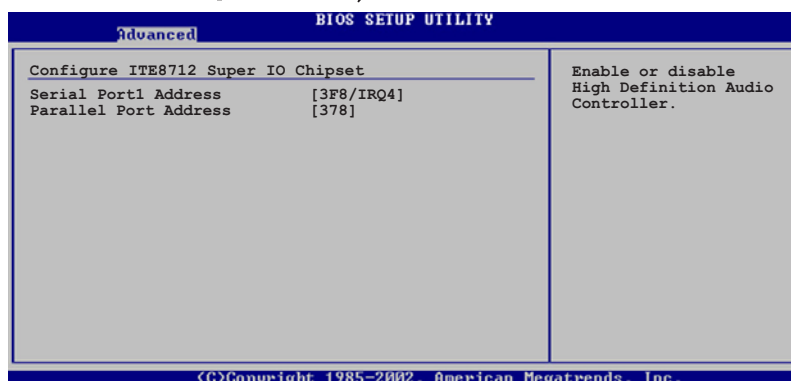 BIOS SETUP UTILITY
Advanced
Configure ITE8712 Super IO Chipset
Serial Port1 Address [3F8/IRQ4]
Parallel Port Address [378]
Enable or disable
High Definition Audio
Controller.
(C)Copyright 1985-2002, American Megatrends, Inc.